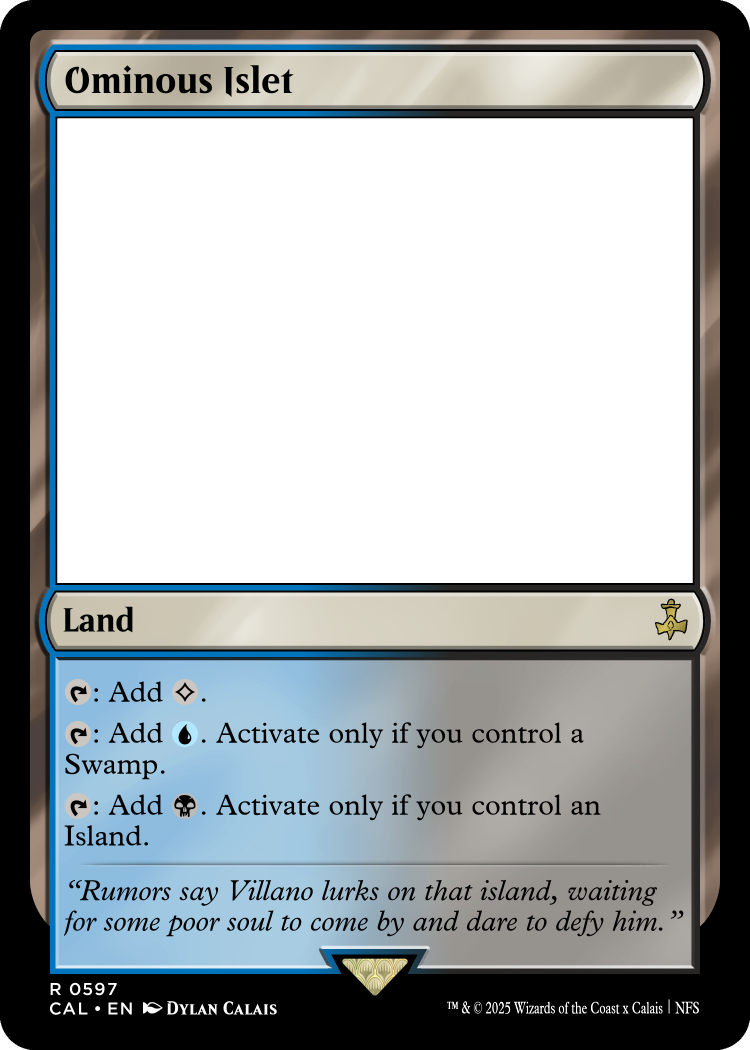 Ominous Islet
Land
: Add .
: Add . Activate only if you control a
Swamp.
: Add . Activate only if you control an
Island.
“Rumors say Villano lurks on that island, waiting
for some poor soul to come by and dare to defy him.”
R 0597
CAL • EN DYLAN CALAIS
™ & © 2025 Wizards of the Coast x Calais | NFS